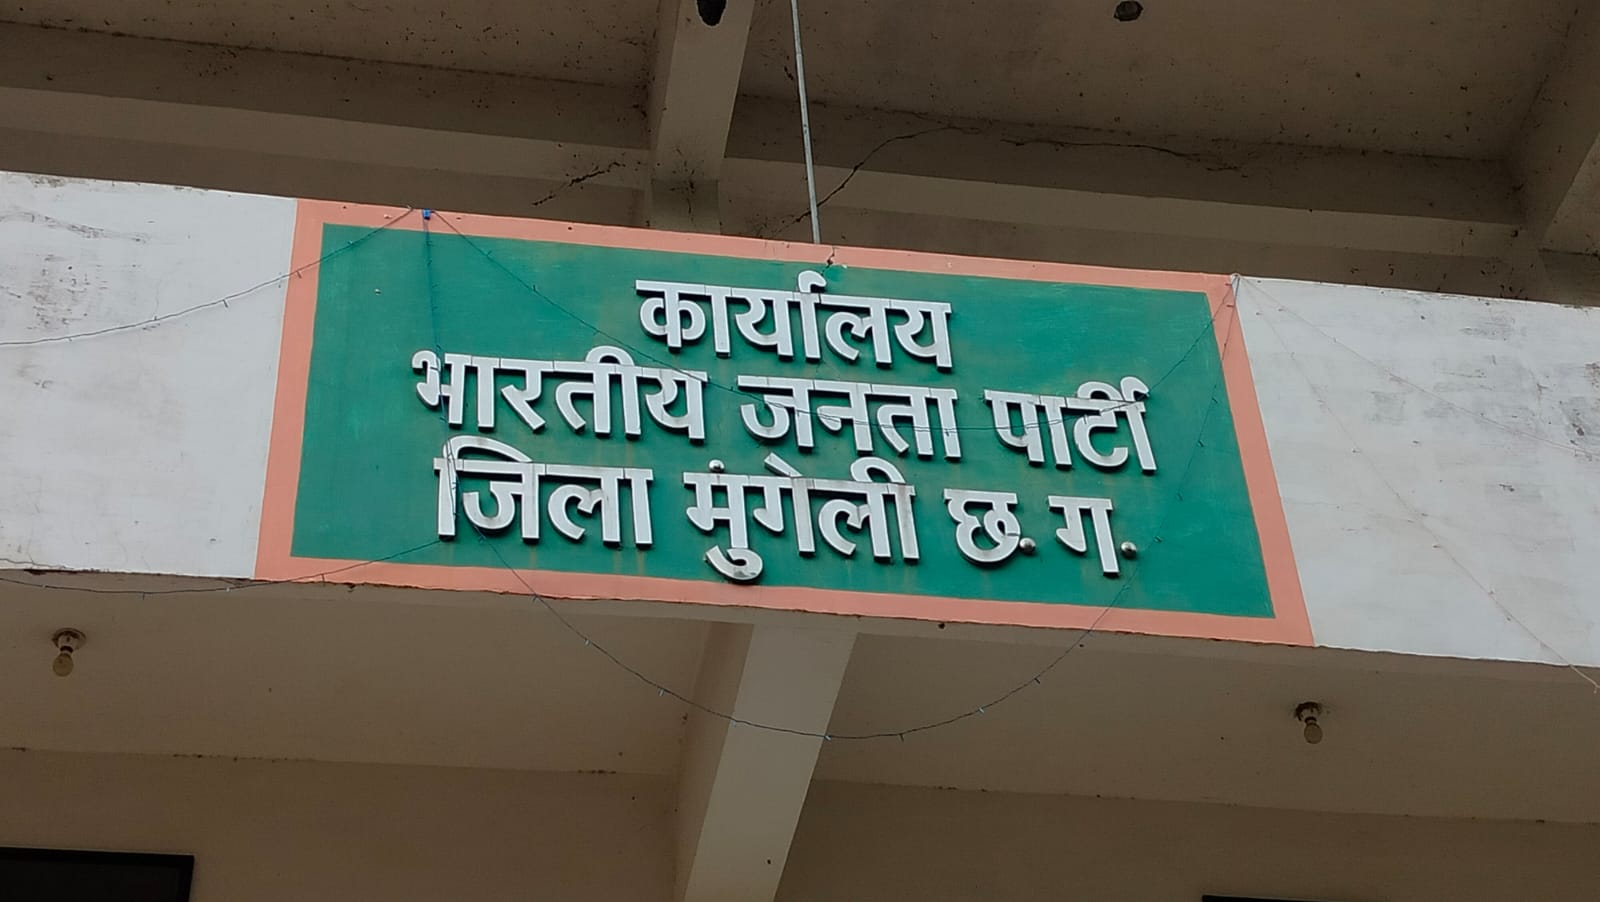 कार्यालय
भारतीय जनता पार्टी
जिला मुंगेली छ. ग.